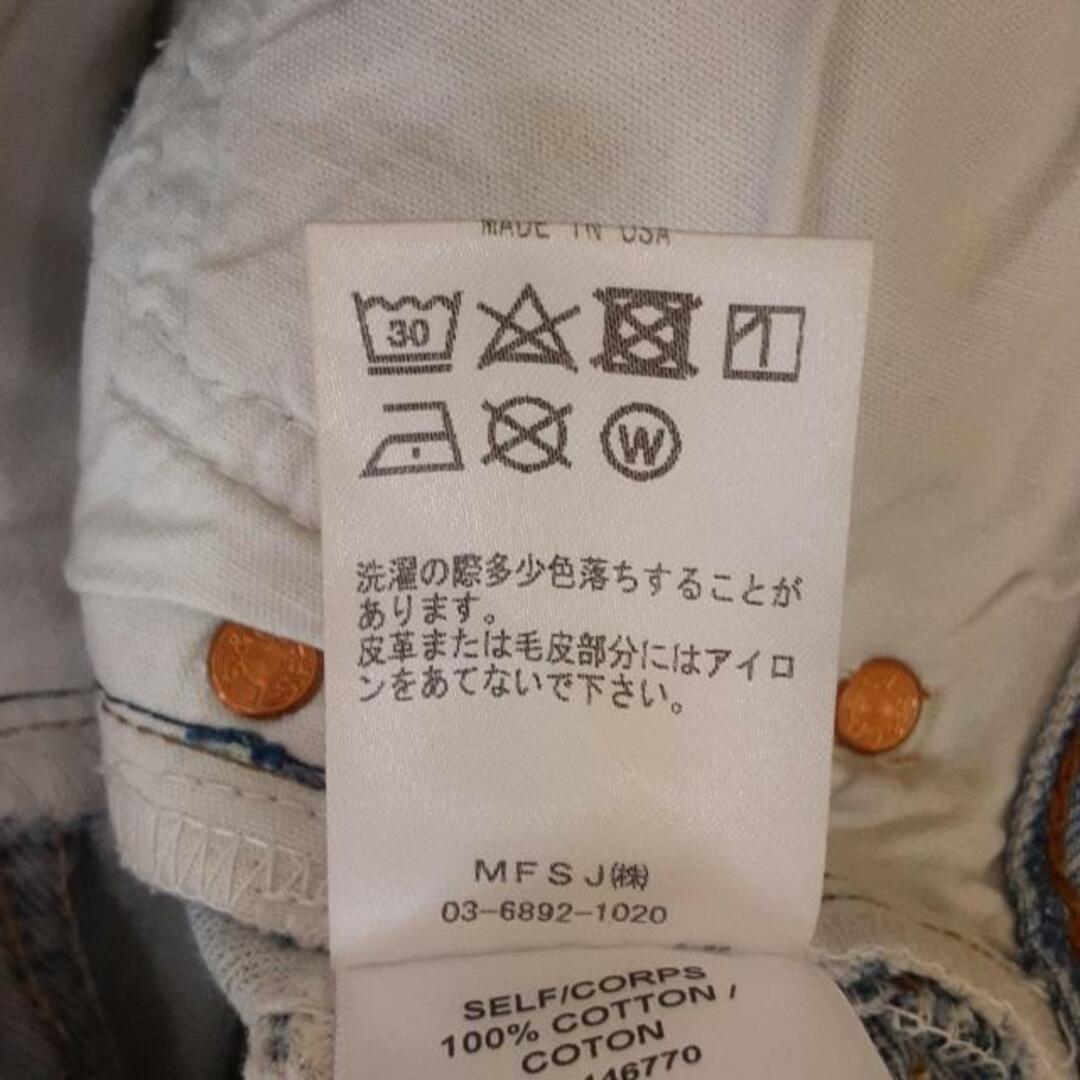 MADE IN USA
30
W
洗濯の際多少色落ちすることが
あります。
皮革または毛皮部分にはアイロ
ンをあてないで下さい。
MFSJ㈱
03-6892-1020
SELF/CORPS
100% COTTON /
COTON
446770